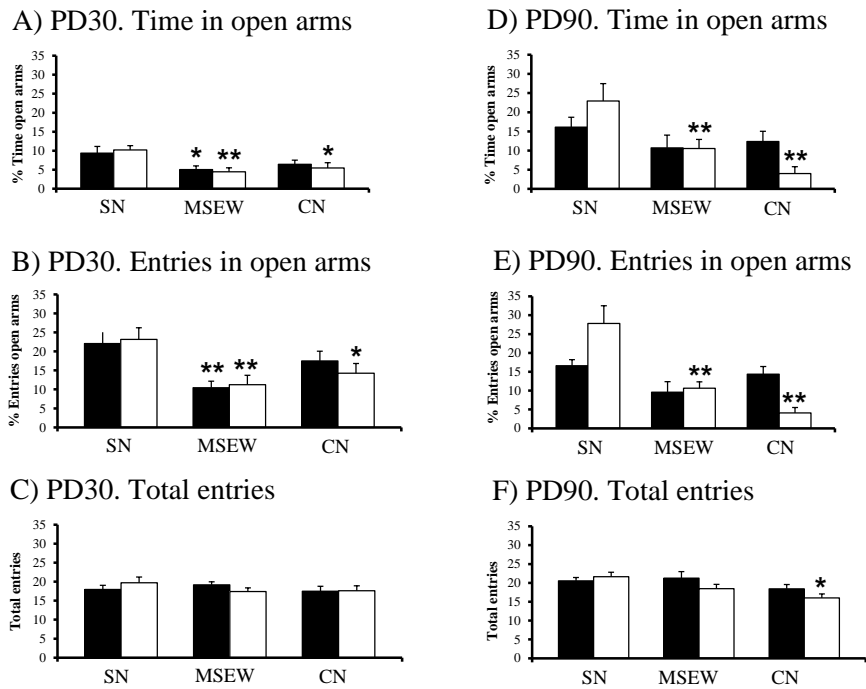 A) PD30. Time in open arms
% Time open arms
35
30
25
20
15
10
5
0
* ** *
SN MSEW CN
B) PD30. Entries in open arms
% Entries open arms
35
30
25
20
15
10
5
0
** ** *
SN MSEW CN
C) PD30. Total entries
Total entries
35
30
25
20
15
10
5
0
SN MSEW CN
D) PD90. Time in open arms
% Time open arms
35
30
25
20
15
10
5
0
** **
SN MSEW CN
E) PD90. Entries in open arms
% Entries open arms
35
30
25
20
15
10
5
0
** **
SN MSEW CN
F) PD90. Total entries
Total entries
35
30
25
20
15
10
5
0
*
SN MSEW CN